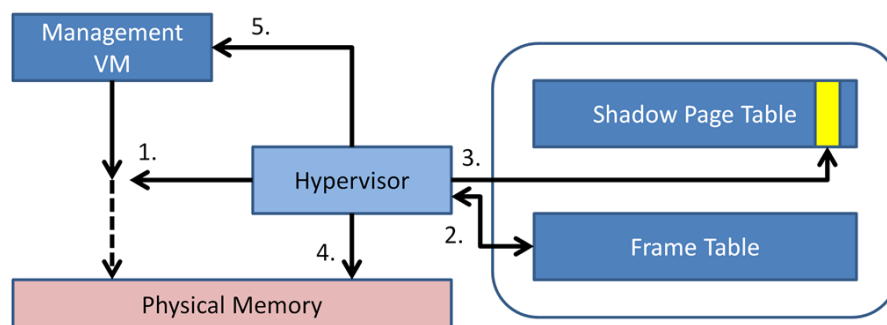 Management
VM
5.
Shadow Page Table
1.
3.
Hypervisor
2.
4.
Frame Table
Physical Memory